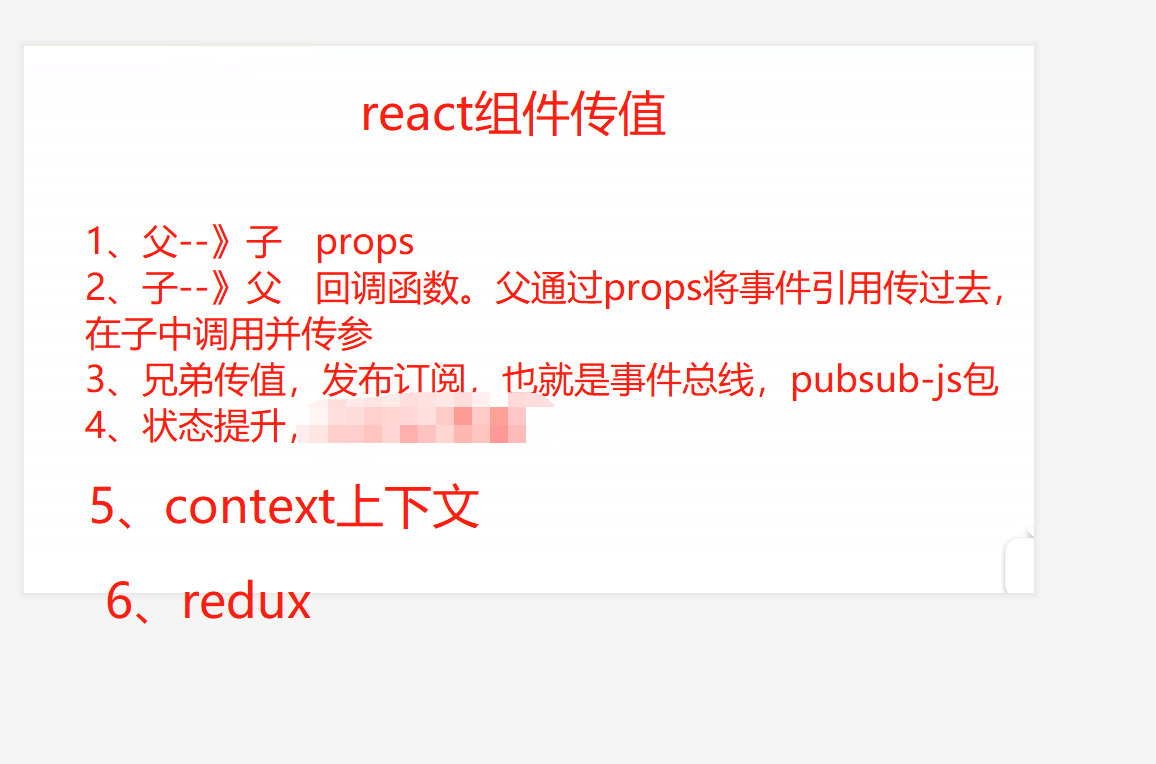 react组件传值
1、父--》子 props
2、子--》父 回调函数。父通过props将事件引用传过去，
在子中调用并传参
3、兄弟传值，发布订阅，也就是事件总线，pubsub-js包
4、状态提升，
5、context上下文
6、redux